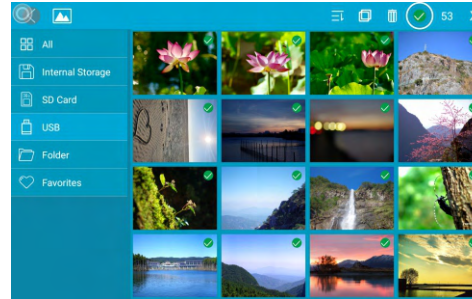 53
All
Internal Storage
SD Card
USB
Folder
Favorites